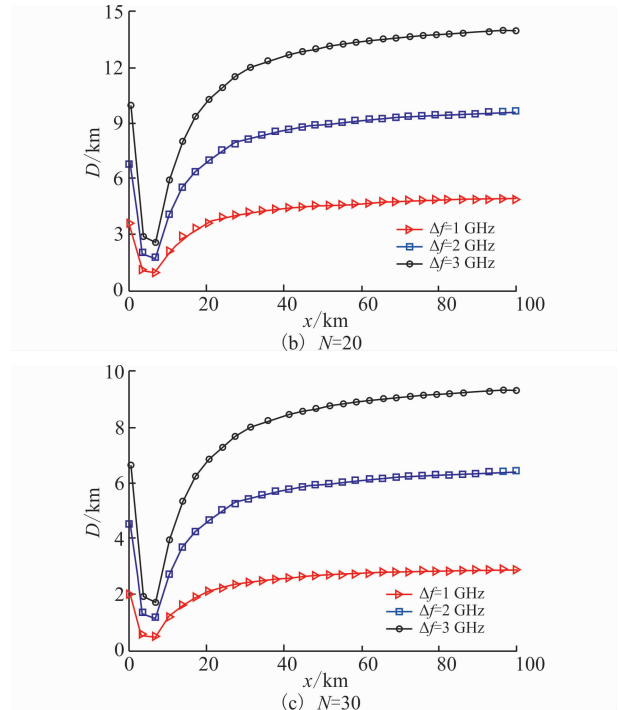 15
12
9
6
3
0
D/km
Δf=1 GHz
Δf=2 GHz
Δf=3 GHz
0 20 40 60 80 100
x/km
(b) N=20
10
8
6
4
2
0
D/km
Δf=1 GHz
Δf=2 GHz
Δf=3 GHz
0 20 40 60 80 100
x/km
(c) N=30